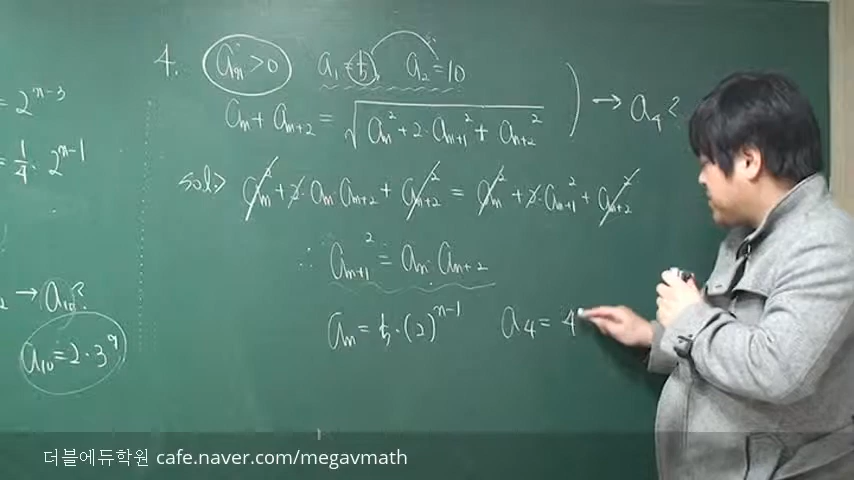 4. aₙ>0 a₁=5, a₂=10
aₙ+aₙ₊₂=√(aₙ²+2·aₙ₊₁²+aₙ₊₂²) ) → a₄?
sol> aₙ²+2·aₙaₙ₊₂+aₙ₊₂²=aₙ²+2·aₙ₊₁²+aₙ₊₂²
∴ aₙ₊₁²=aₙ·aₙ₊₂
aₙ=5·(2)ⁿ⁻¹ a₄=4
=2ⁿ⁻³
=1/4·2ⁿ⁻¹
2 → a₁₀?
a₁₀=2·3⁹
더블에듀학원 cafe.naver.com/megavmath